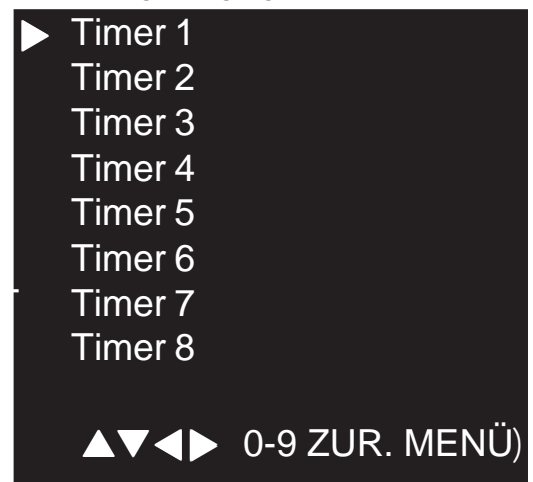 ▶ Timer 1
Timer 2
Timer 3
Timer 4
Timer 5
Timer 6
Timer 7
Timer 8
▲▼◀▶ 0-9 ZUR. MENÜ)